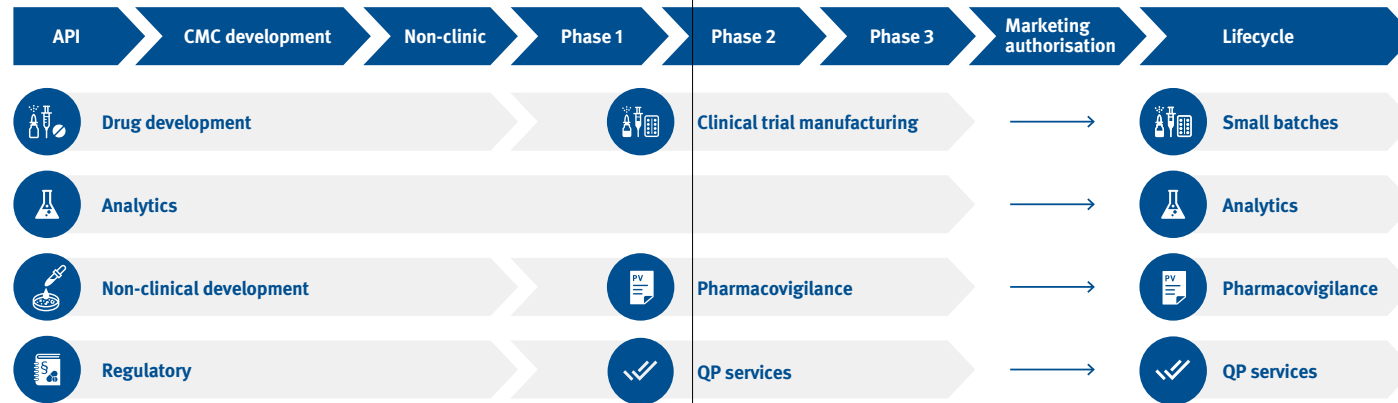 API
CMC development
Non-clinic
Phase 1
Phase 2
Phase 3
Marketing
authorisation
Lifecycle
Drug development
Clinical trial manufacturing
Small batches
Analytics
Analytics
Non-clinical development
PV
Pharmacovigilance
PV
Pharmacovigilance
§
Regulatory
QP services
QP services